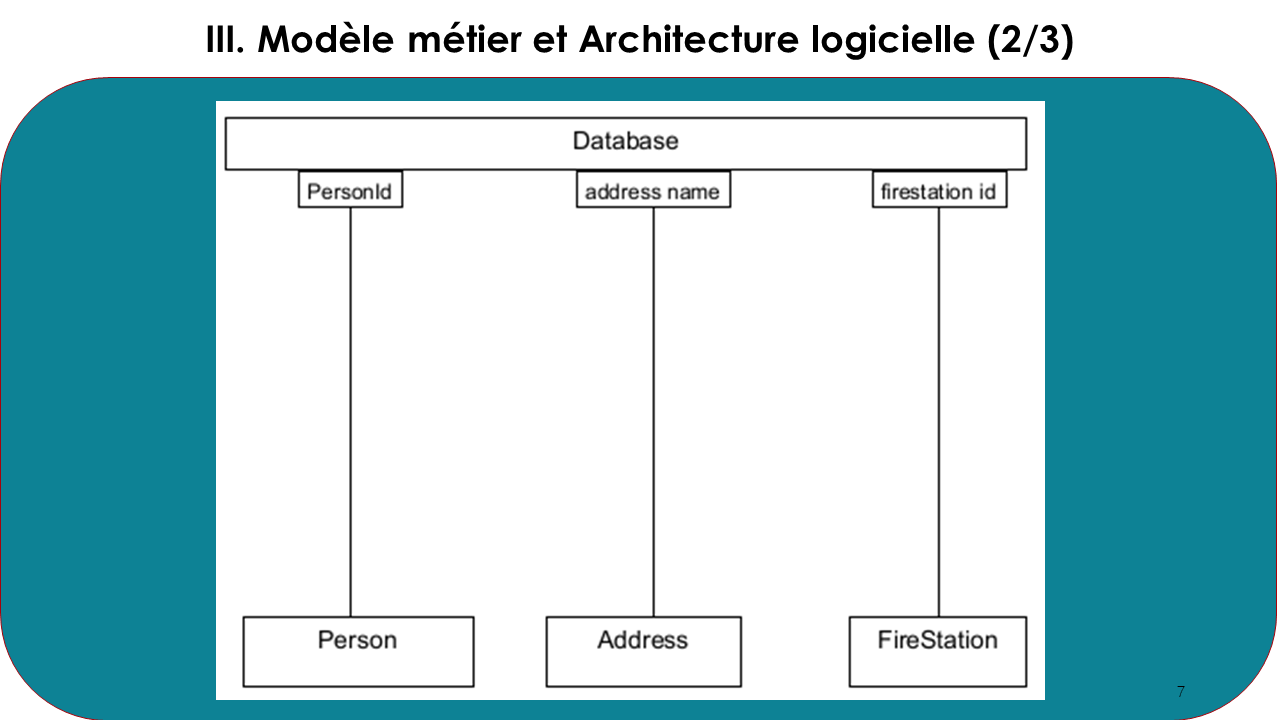 III. Modèle métier et Architecture logicielle (2/3)
Database
PersonId
address name
firestation id
Person
Address
FireStation
7